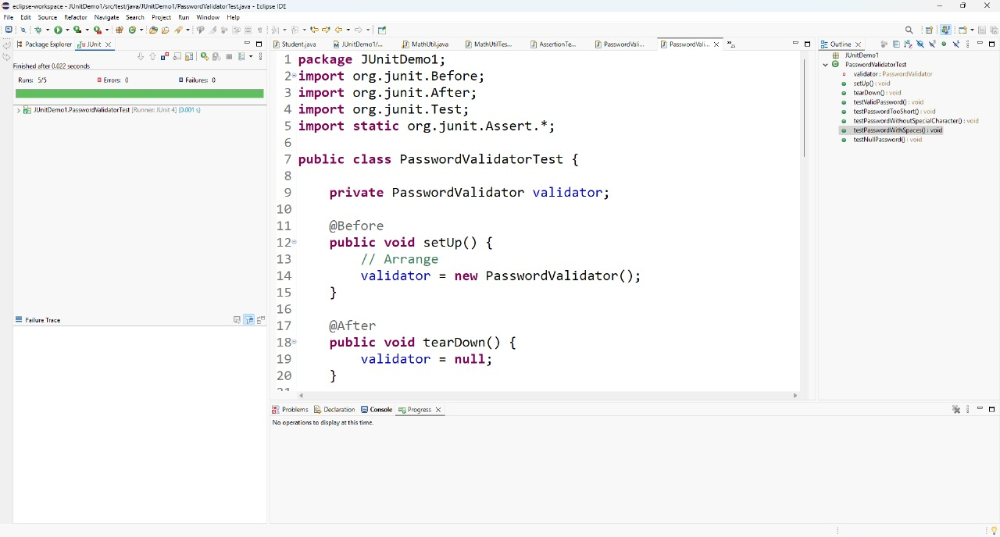 eclipse-workspace - JUnitDemo1/src/test/java/JUnitDemo1/PasswordValidatorTest.java - Eclipse IDE
File Edit Source Refactor Navigate Search Project Run Window Help
Package Explorer JUnit
Finished after 0.022 seconds
Runs: 5/5 Errors: 0 Failures: 0
JUnitDemo1.PasswordValidatorTest [Runner: JUnit 4] (0.001 s)
Failure Trace
Student.java JUnitDemo1/... MathUtil.java MathUtilTes... AssertionTe... PasswordVali... PasswordVali... »25
1 package JUnitDemo1;
2 import org.junit.Before;
3 import org.junit.After;
4 import org.junit.Test;
5 import static org.junit.Assert.*;
6
7 public class PasswordValidatorTest {
8
9 private PasswordValidator validator;
10
11 @Before
12 public void setUp() {
13 // Arrange
14 validator = new PasswordValidator();
15 }
16
17 @After
18 public void tearDown() {
19 validator = null;
20 }
21
Problems Declaration Console Progress
No operations to display at this time.
Outline
JUnitDemo1
PasswordValidatorTest
validator : PasswordValidator
setUp() : void
tearDown() : void
testValidPassword() : void
testPasswordTooShort() : void
testPasswordWithoutSpecialCharacter() : void
testPasswordWithSpaces() : void
testNullPassword() : void